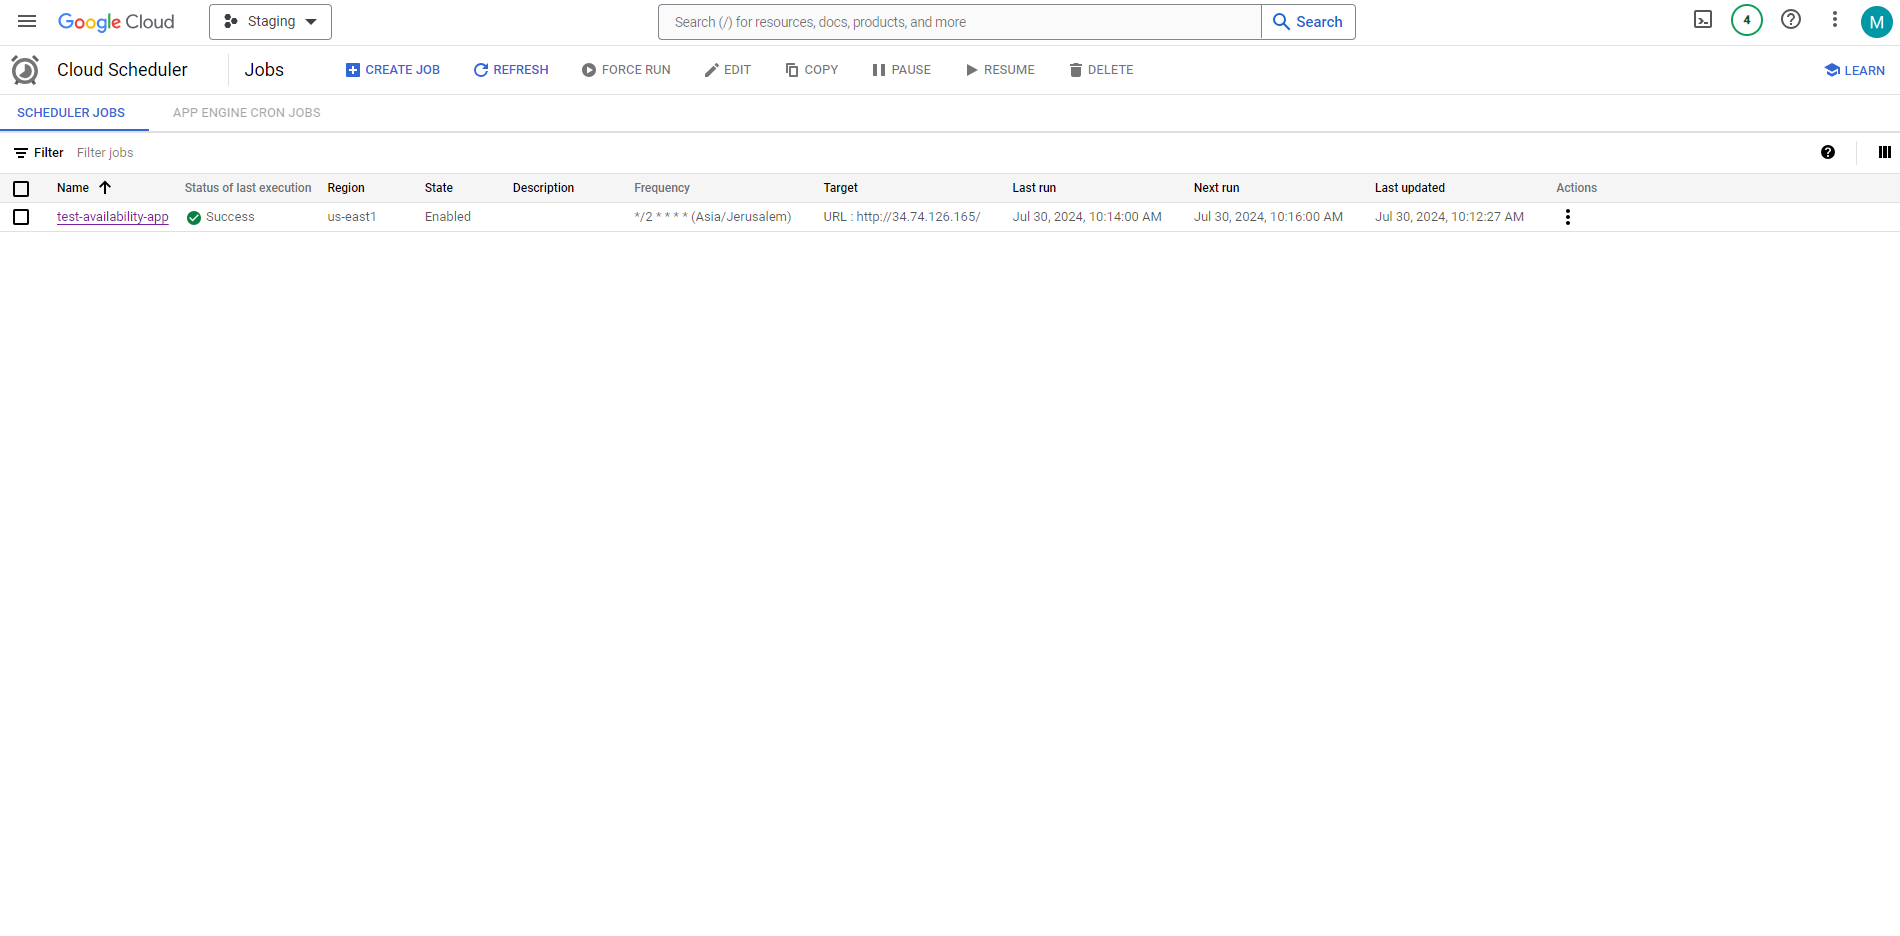 Google Cloud Staging Search (/) for resources, docs, products, and more Search 4 M
Cloud Scheduler Jobs CREATE JOB REFRESH FORCE RUN EDIT COPY PAUSE RESUME DELETE LEARN
SCHEDULER JOBS APP ENGINE CRON JOBS
Filter Filter jobs
Name Status of last execution Region State Description Frequency Target Last run Next run Last updated Actions
test-availability-app Success us-east1 Enabled */2 * * * * (Asia/Jerusalem) URL : http://34.74.126.165/ Jul 30, 2024, 10:14:00 AM Jul 30, 2024, 10:16:00 AM Jul 30, 2024, 10:12:27 AM